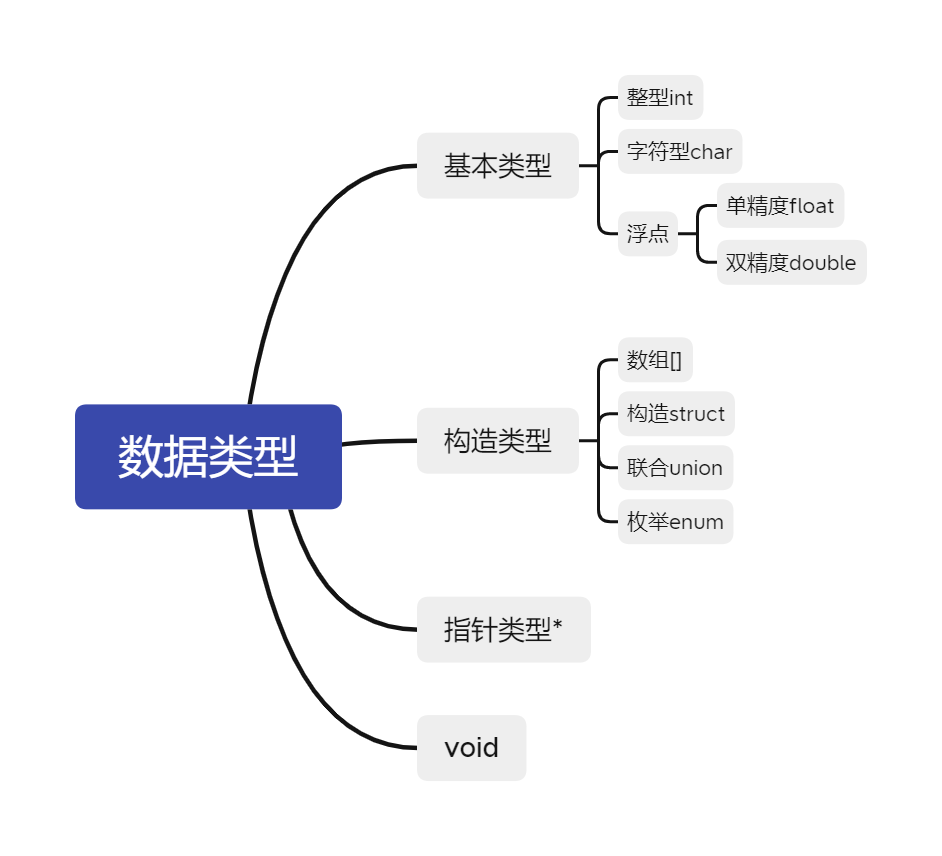 数据类型
基本类型
整型int
字符型char
浮点
单精度float
双精度double
构造类型
数组[]
构造struct
联合union
枚举enum
指针类型*
void